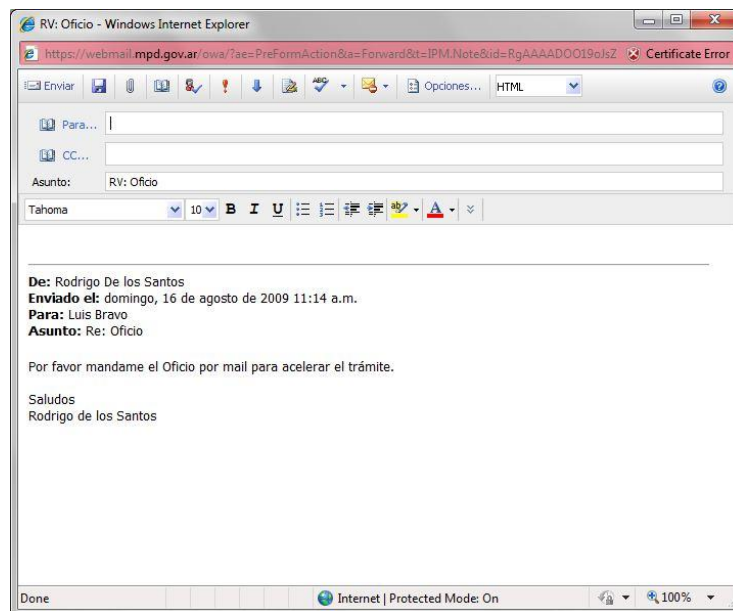 RV: Oficio - Windows Internet Explorer
https://webmail.mpd.gov.ar/owa/?ae=PreFormAction&a=Forward&t=IPM.Note&id=RgAAAADOO19oJsZ Certificate Error
Enviar ABC Opciones... HTML
Para...
CC...
Asunto: RV: Oficio
Tahoma 10 B I U ab A
De: Rodrigo De los Santos
Enviado el: domingo, 16 de agosto de 2009 11:14 a.m.
Para: Luis Bravo
Asunto: Re: Oficio
Por favor mandame el Oficio por mail para acelerar el trámite.
Saludos
Rodrigo de los Santos
Done Internet | Protected Mode: On 100%